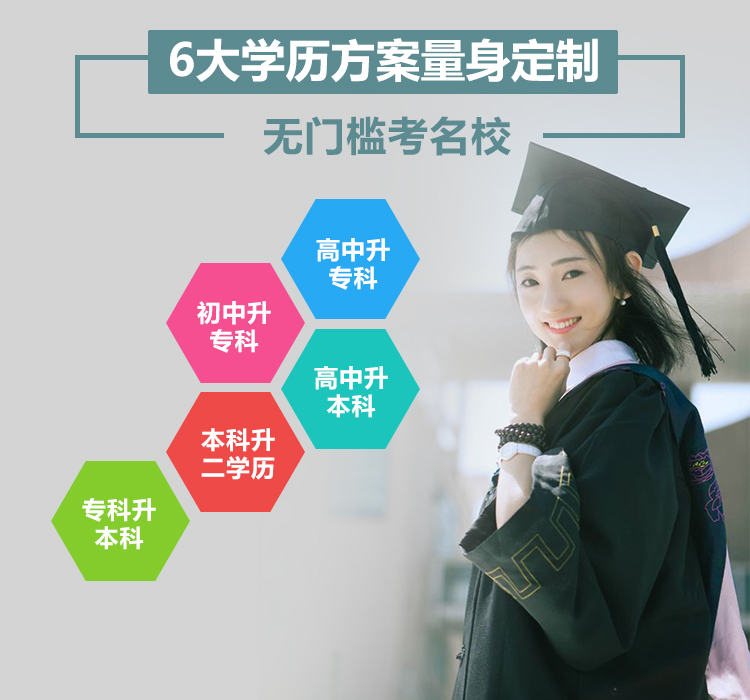 6大学历方案量身定制
无门槛考名校
高中升
专科
初中升
专科
高中升
本科
本科升
二学历
专科升
本科